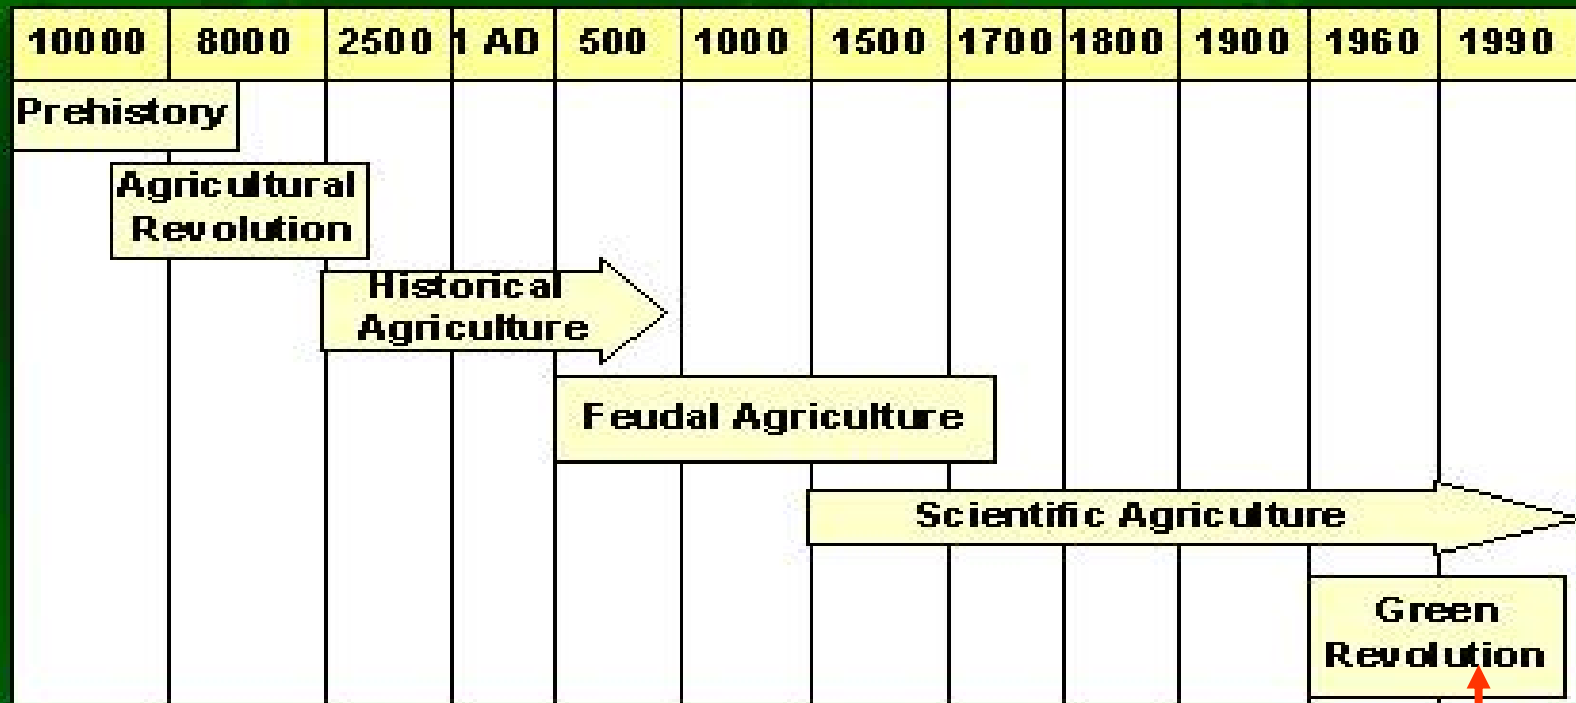 10000 8000 2500 1 AD 500 1000 1500 1700 1800 1900 1960 1990
Prehistory
Agricultural
Revolution
Historical
Agriculture
Feudal Agriculture
Scientific Agriculture
Green
Revolution